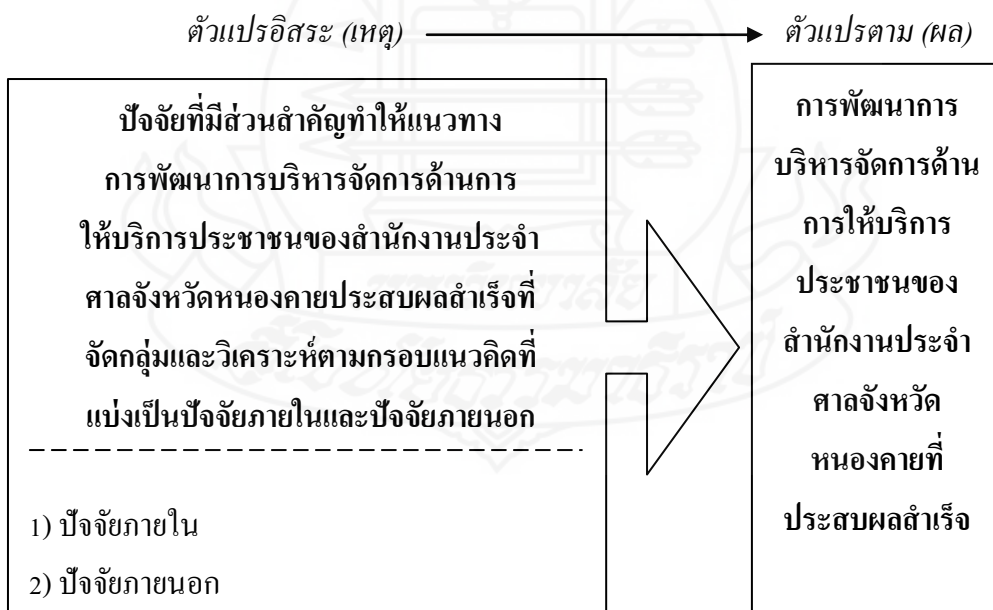 ตัวแปรอิสระ (เหตุ) ตัวแปรตาม (ผล)
ปัจจัยที่มีส่วนสำคัญทำให้แนวทาง
การพัฒนาการบริหารจัดการด้านการ
ให้บริการประชาชนของสำนักงานประจำ
ศาลจังหวัดหนองคายประสบผลสำเร็จที่
จัดกลุ่มและวิเคราะห์ตามกรอบแนวคิดที่
แบ่งเป็นปัจจัยภายในและปัจจัยภายนอก
1) ปัจจัยภายใน
2) ปัจจัยภายนอก
การพัฒนาการ
บริหารจัดการด้าน
การให้บริการ
ประชาชนของ
สำนักงานประจำ
ศาลจังหวัด
หนองคายที่
ประสบผลสำเร็จ